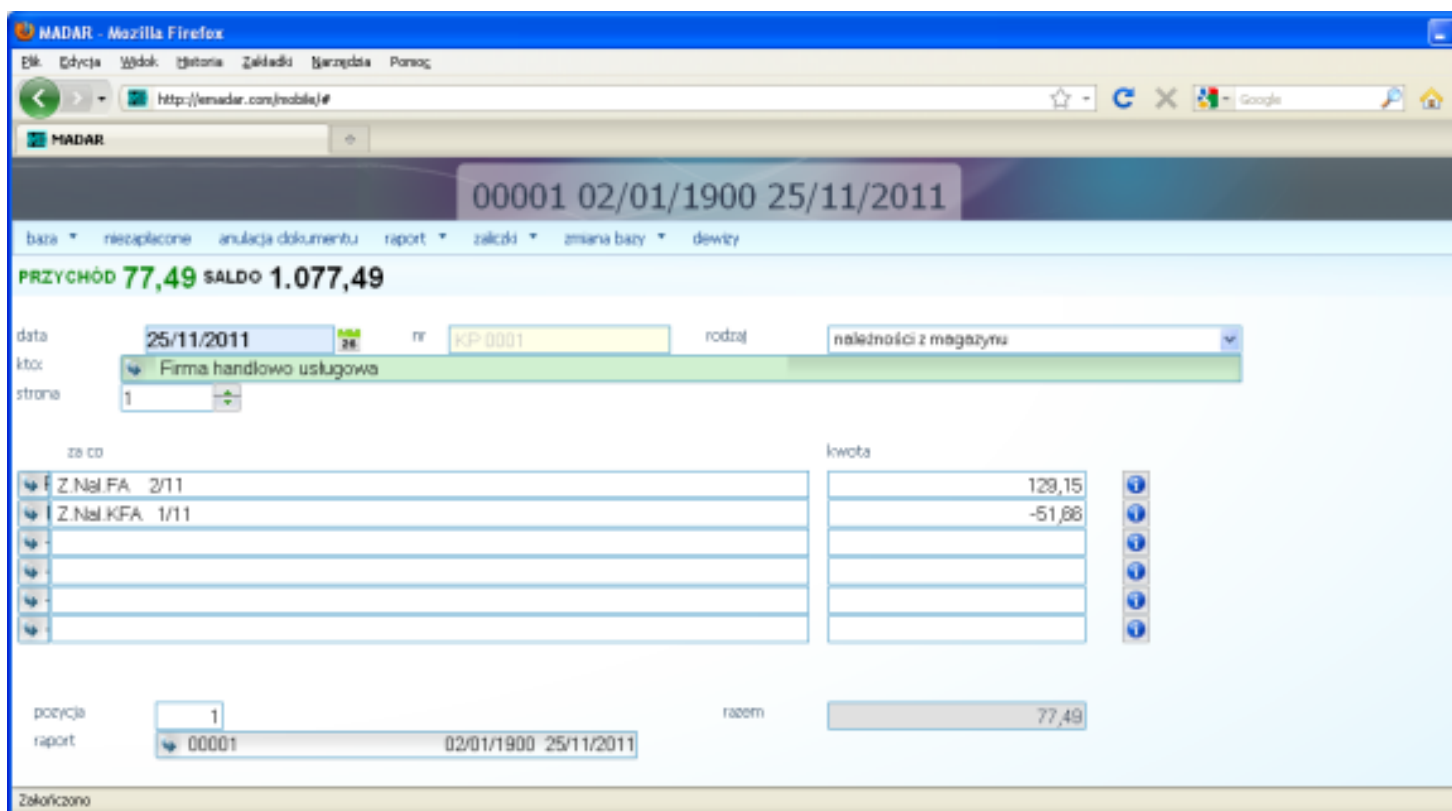 MADAR - Mozilla Firefox
Plik Edycja Widok Historia Zakładki Narzędzia Pomoc
http://emadar.com/mobile/# Google
MADAR
00001 02/01/1900 25/11/2011
baza niezapłacone anulacja dokumentu raport zaliczki zmiana bazy dewizy
PRZYCHÓD 77,49 SALDO 1.077,49
data 25/11/2011 26 nr KP 0001 rodzaj należności z magazynu
kto: Firma handlowo usługowa
strona 1
za co kwota
Z.Nal.FA 2/11 129,15
Z.Nal.KFA 1/11 -51,66
pozycja 1 razem 77,49
raport 00001 02/01/1900 25/11/2011
Zakończono